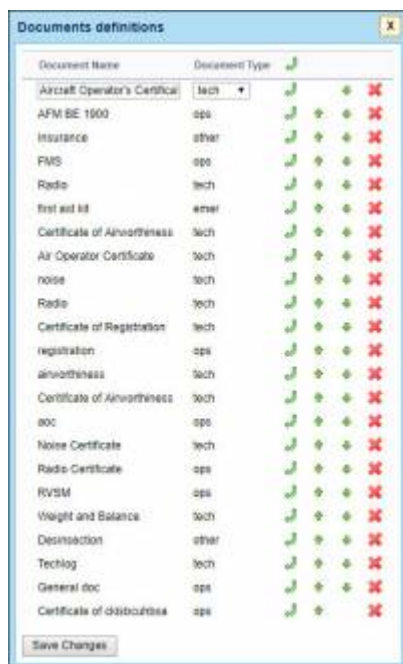 Documents definitions X
Document Name Document Type
Aircraft Operator's Certificat tech
AFM BE 1900 ops
Insurance other
FMS ops
Radio tech
first aid kit emer
Certificate of Airworthiness tech
Air Operator Certificate tech
noise tech
Radio tech
Certificate of Registration tech
registration ops
airworthiness tech
Certificate of Airworthiness tech
aoc ops
Noise Certificate tech
Radio Certificate ops
RVSM ops
Weight and Balance tech
Desinsection other
Techlog tech
General doc ops
Certificate of ops
Save Changes